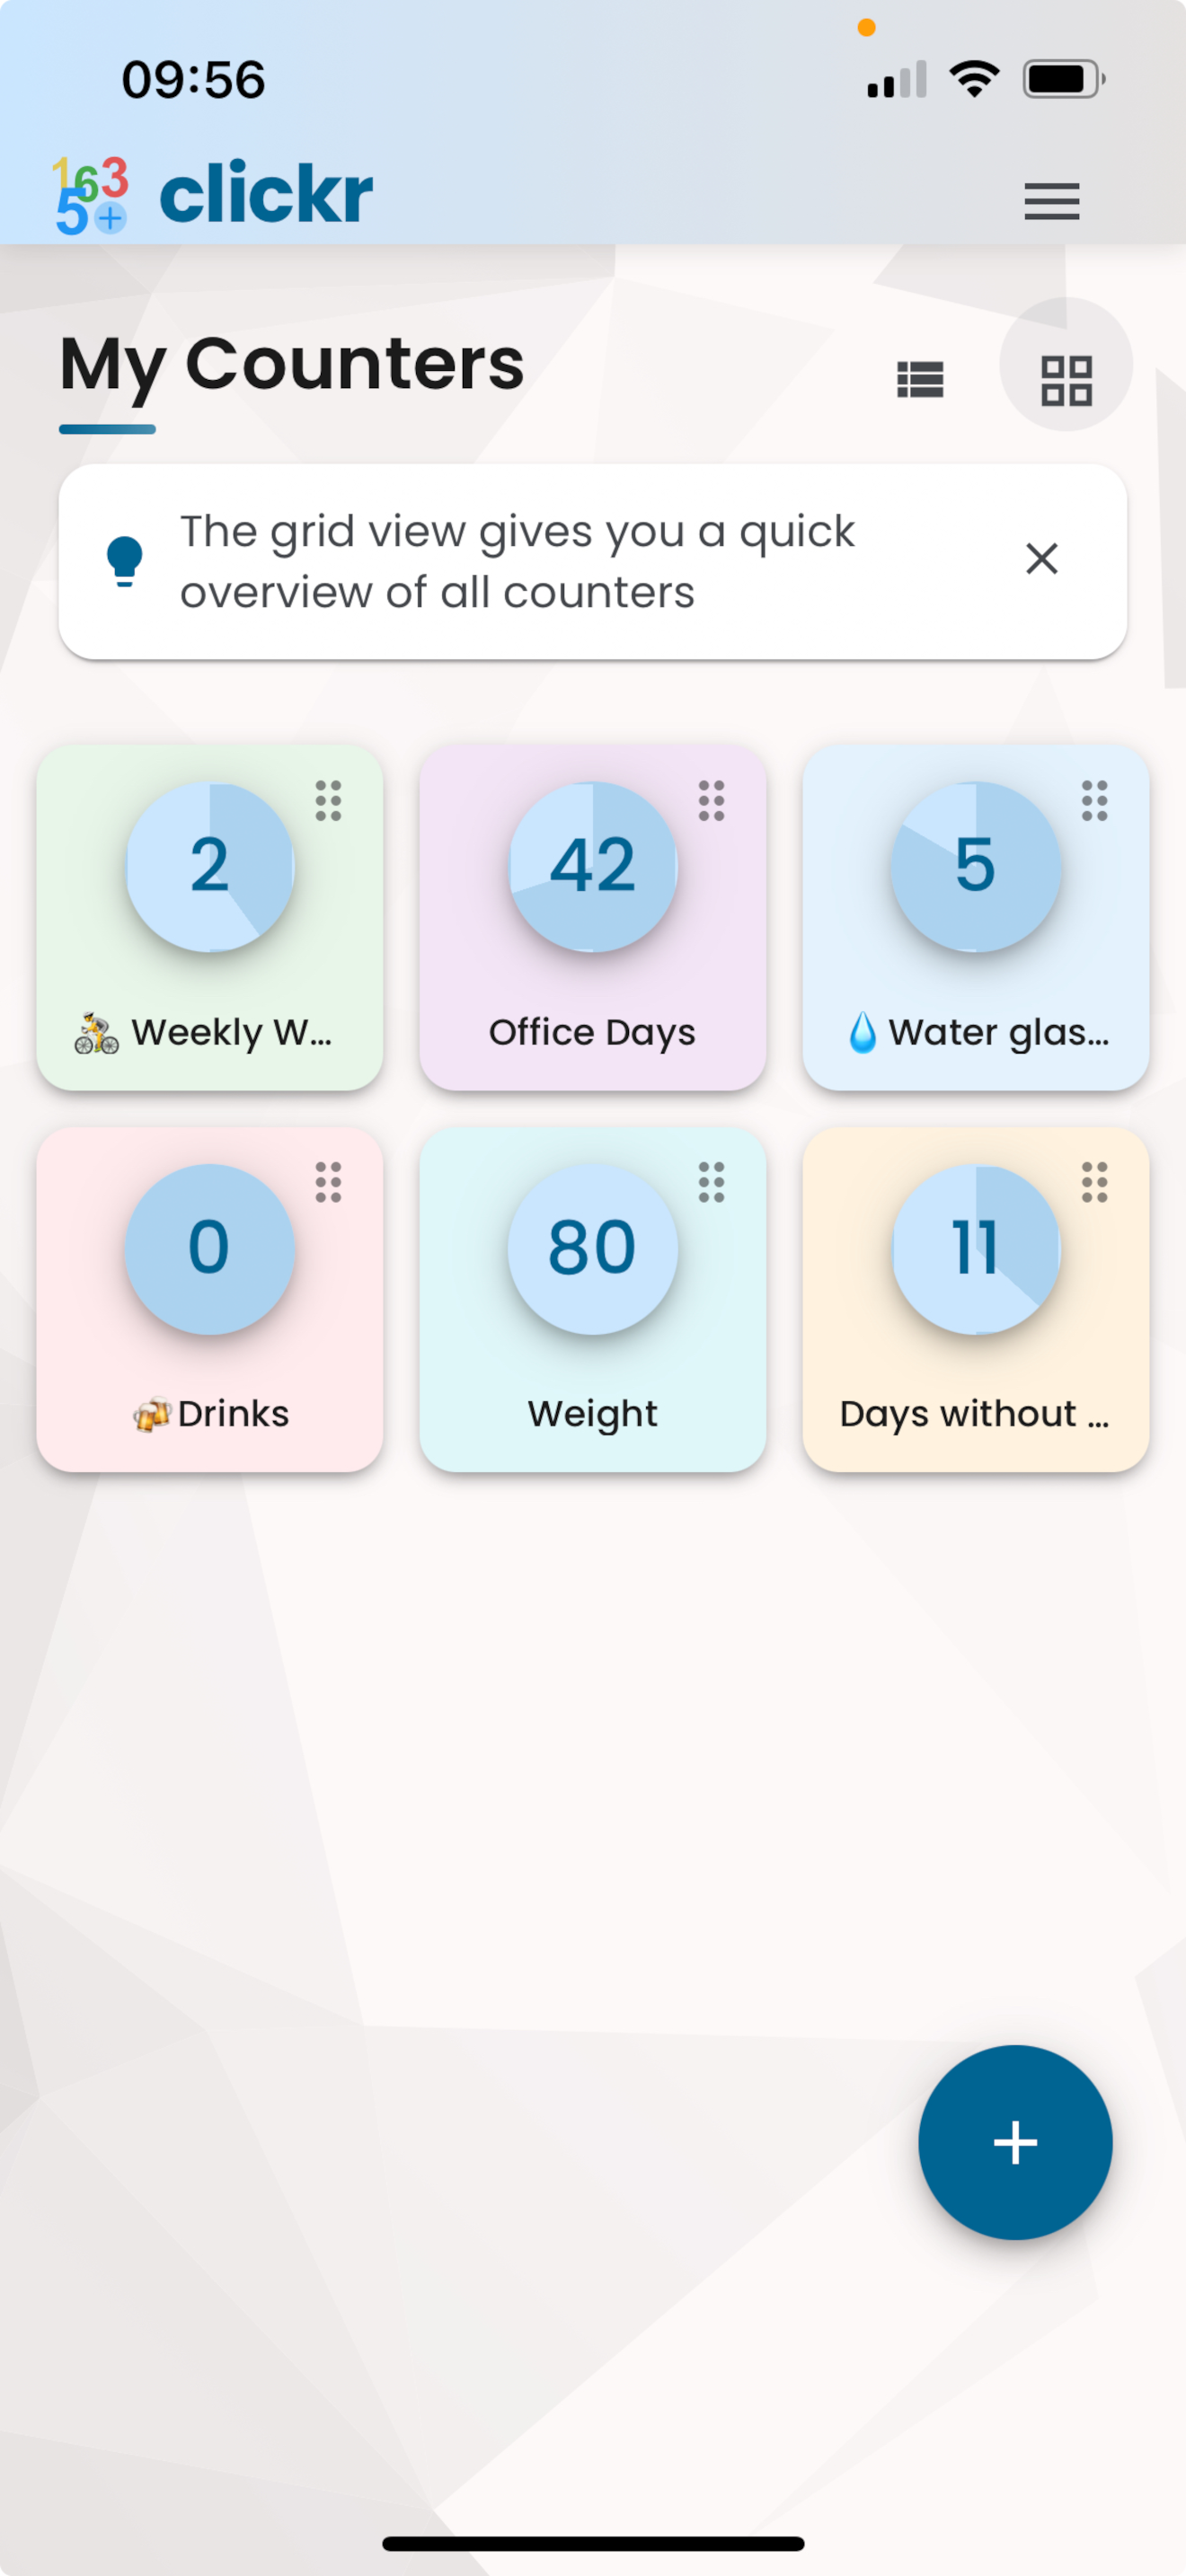 09:56
163
5+
clickr
My Counters
The grid view gives you a quick
overview of all counters
2
42
5
🚴 Weekly W...
Office Days
💧 Water glas...
0
80
11
🍻 Drinks
Weight
Days without ...
+